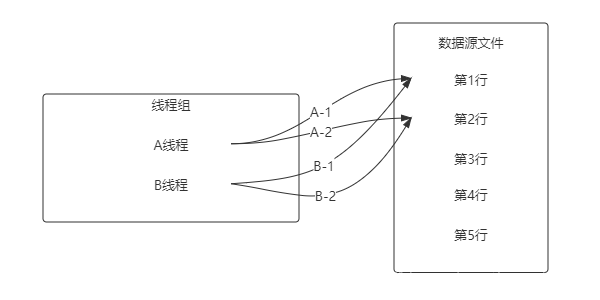 线程组
A线程
B线程
A-1
A-2
B-1
B-2
数据源文件
第1行
第2行
第3行
第4行
第5行